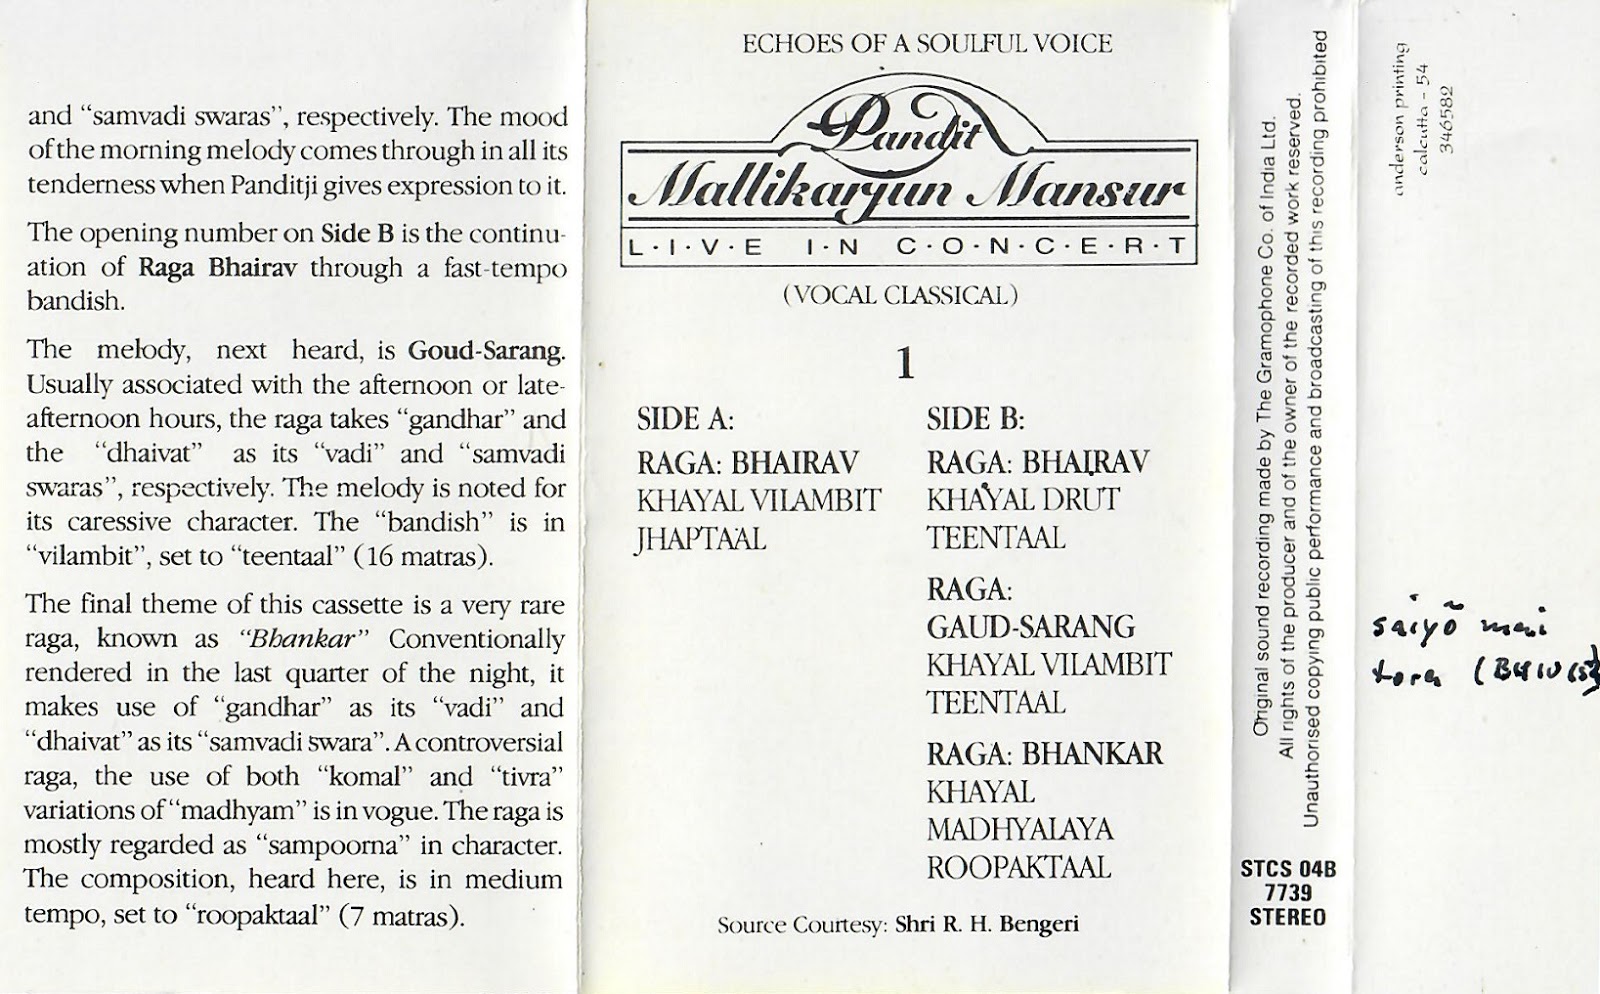 and “samvadi swaras”, respectively. The mood
of the morning melody comes through in all its
tenderness when Panditji gives expression to it.
The opening number on Side B is the continu-
ation of Raga Bhairav through a fast-tempo
bandish.
The melody, next heard, is Goud-Sarang.
Usually associated with the afternoon or late-
afternoon hours, the raga takes “gandhar” and
the “dhaivat” as its “vadi” and “samvadi
swaras”, respectively. The melody is noted for
its caressive character. The “bandish” is in
“vilambit”, set to “teentaal” (16 matras).
The final theme of this cassette is a very rare
raga, known as “Bhankar” Conventionally
rendered in the last quarter of the night, it
makes use of “gandhar” as its “vadi” and
“dhaivat” as its “samvadi swara”. A controversial
raga, the use of both “komal” and “tivra”
variations of “madhyam” is in vogue. The raga is
mostly regarded as “sampoorna” in character.
The composition, heard here, is in medium
tempo, set to “roopaktaal” (7 matras).
ECHOES OF A SOULFUL VOICE
Pandit
Mallikarjun Mansur
L·I·V·E I·N C·O·N·C·E·R·T
(VOCAL CLASSICAL)
1
SIDE A:
RAGA: BHAIRAV
KHAYAL VILAMBIT
JHAPTAAL
SIDE B:
RAGA: BHAIRAV
KHAYAL DRUT
TEENTAAL
RAGA:
GAUD-SARANG
KHAYAL VILAMBIT
TEENTAAL
RAGA: BHANKAR
KHAYAL
MADHYALAYA
ROOPAKTAAL
Source Courtesy: Shri R. H. Bengeri
Original sound recording made by The Gramophone Co. of India Ltd.
All rights of the producer and of the owner of the recorded work reserved.
Unauthorised copying public performance and broadcasting of this recording prohibited
STCS 04B
7739
STEREO
anderson printing
calcutta - 54
346582
saiyõ mai
tora